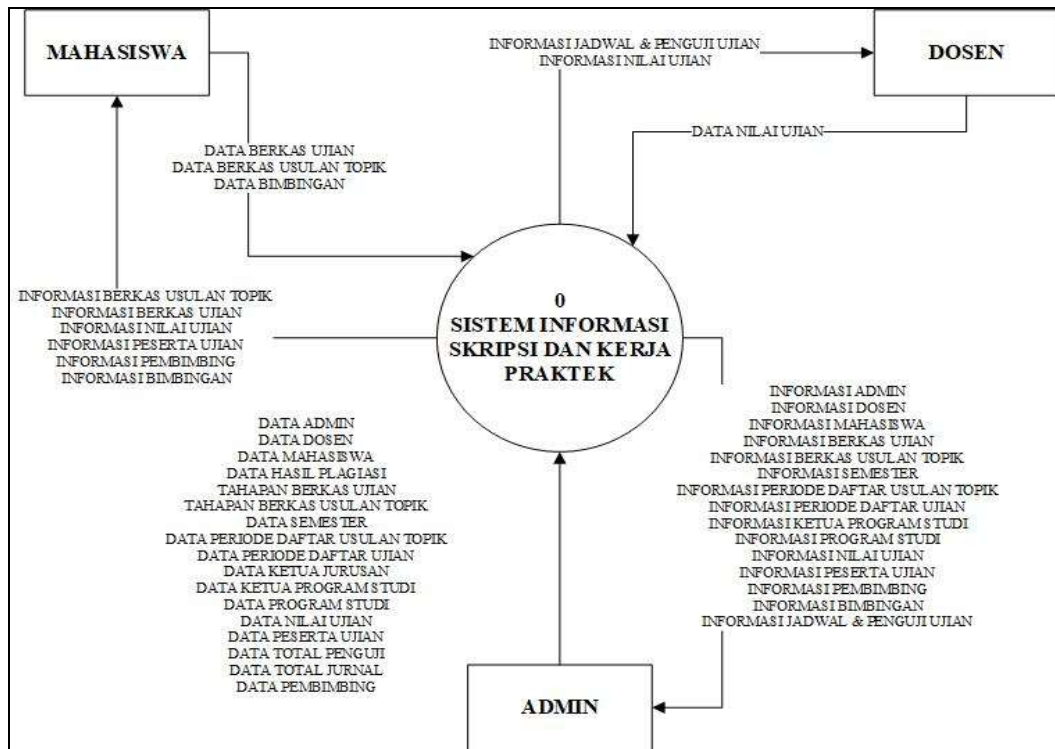 MAHASISWA
DOSEN
INFORMASI JADWAL & PENGUJI UJIAN
INFORMASI NILAI UJIAN
DATA NILAI UJIAN
DATA BERKAS UJIAN
DATA BERKAS USULAN TOPIK
DATA BIMBINGAN
0
SISTEM INFORMASI
SKRIPSI DAN KERJA
PRAKTEK
INFORMASI BERKAS USULAN TOPIK
INFORMASI BERKAS UJIAN
INFORMASI NILAI UJIAN
INFORMASI PESERTA UJIAN
INFORMASI PEMBIMBING
INFORMASI BIMBINGAN
DATA ADMIN
DATA DOSEN
DATA MAHASISWA
DATA HASIL PLAGIASI
TAHAPAN BERKAS UJIAN
TAHAPAN BERKAS USULAN TOPIK
DATA SEMESTER
DATA PERIODE DAFTAR USULAN TOPIK
DATA PERIODE DAFTAR UJIAN
DATA KETUA JURUSAN
DATA KETUA PROGRAM STUDI
DATA PROGRAM STUDI
DATA NILAI UJIAN
DATA PESERTA UJIAN
DATA TOTAL PENGUJI
DATA TOTAL JURNAL
DATA PEMBIMBING
INFORMASI ADMIN
INFORMASI DOSEN
INFORMASI MAHASISWA
INFORMASI BERKAS UJIAN
INFORMASI BERKAS USULAN TOPIK
INFORMASI SEMESTER
INFORMASI PERIODE DAFTAR USULAN TOPIK
INFORMASI PERIODE DAFTAR UJIAN
INFORMASI KETUA PROGRAM STUDI
INFORMASI PROGRAM STUDI
INFORMASI NILAI UJIAN
INFORMASI PESERTA UJIAN
INFORMASI PEMBIMBING
INFORMASI BIMBINGAN
INFORMASI JADWAL & PENGUJI UJIAN
ADMIN